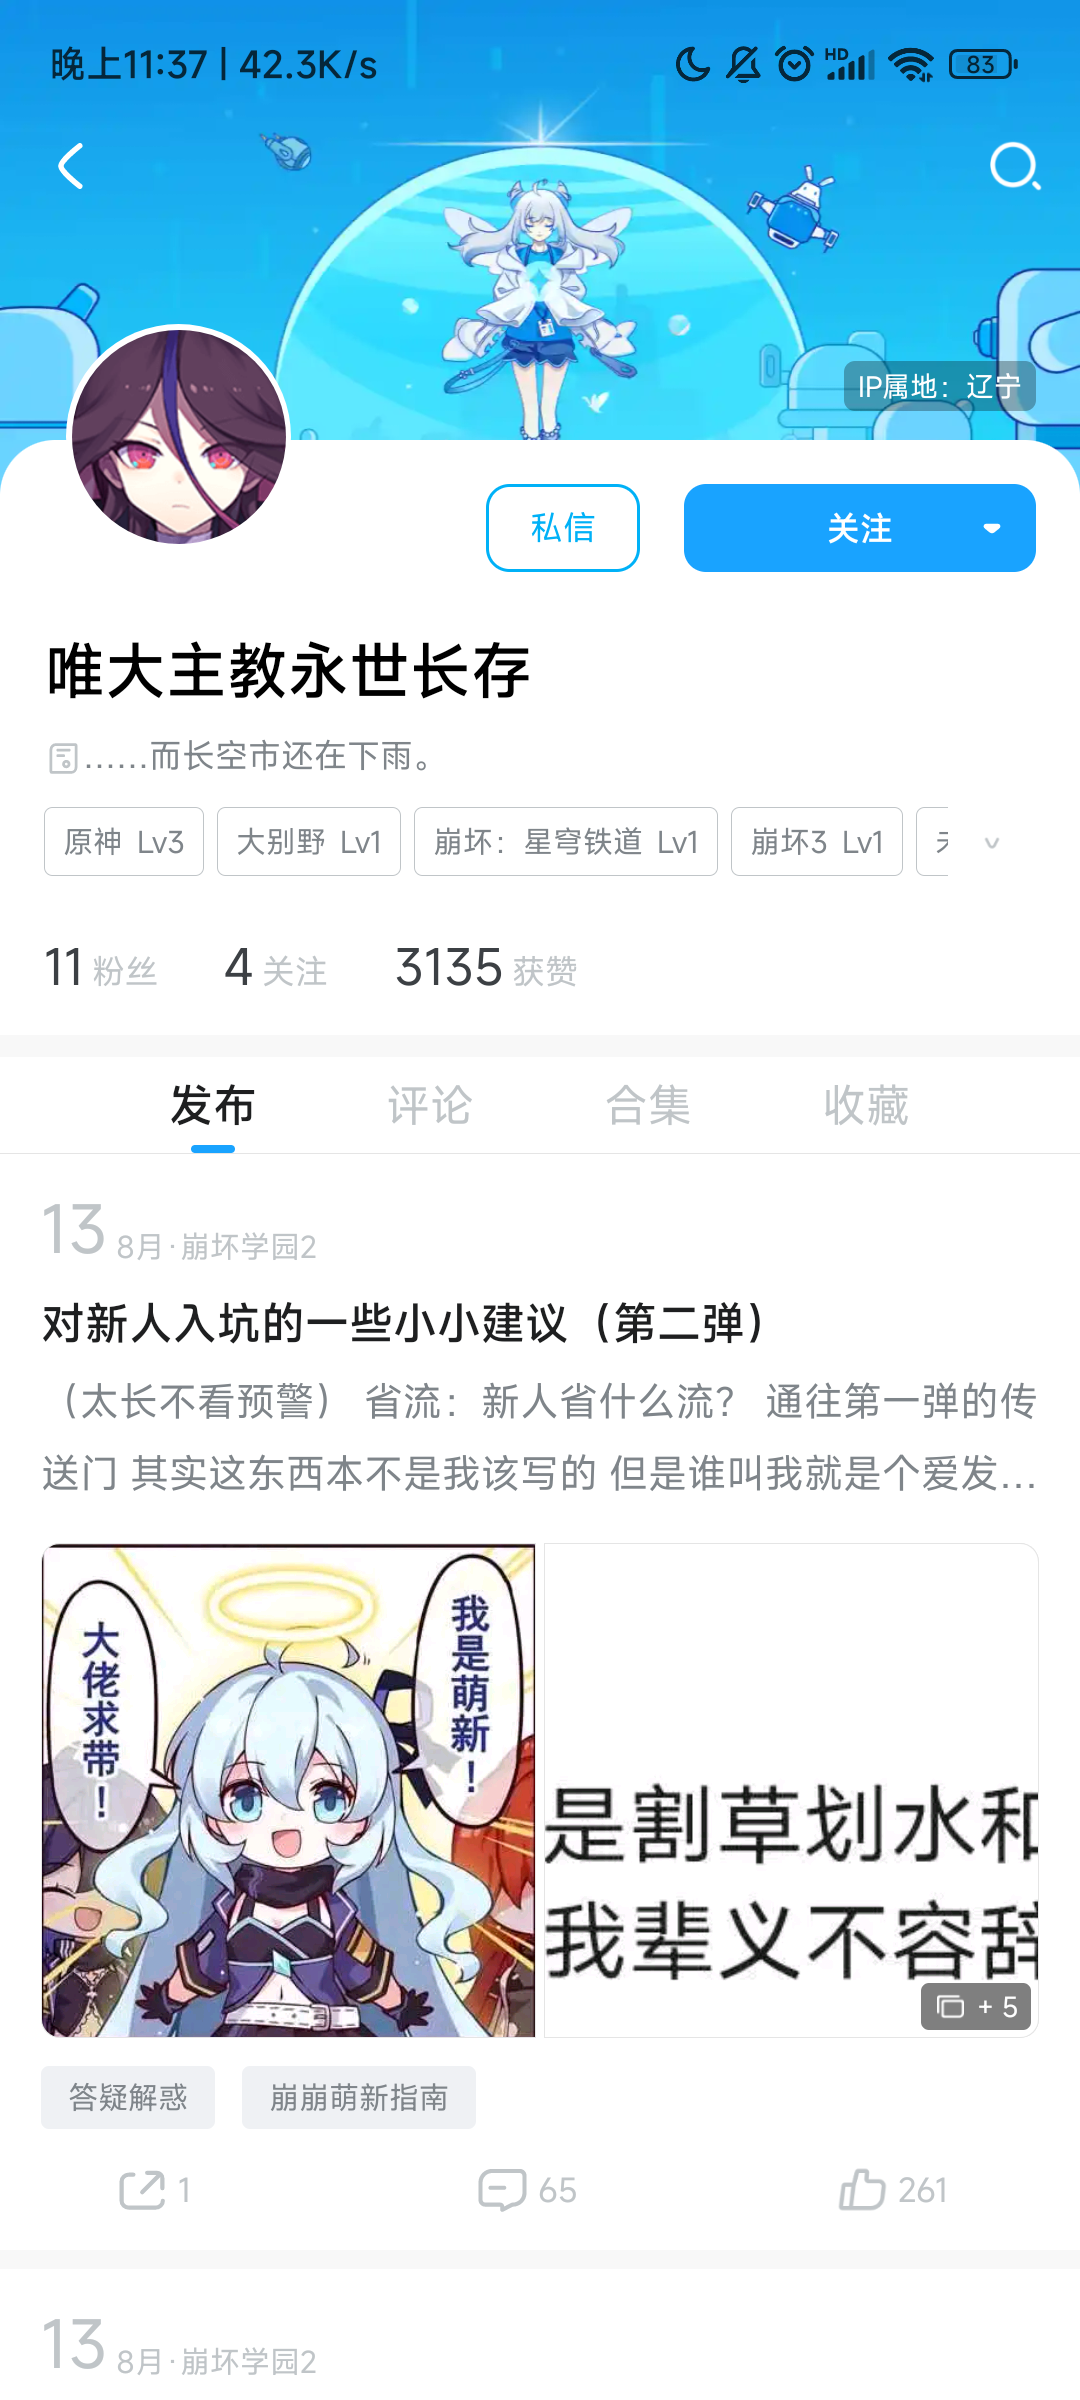 晚上11:37 | 42.3K/s
HD
83
IP属地：辽宁
私信
关注
唯大主教永世长存
……而长空市还在下雨。
原神 Lv3
大别野 Lv1
崩坏：星穹铁道 Lv1
崩坏3 Lv1
11 粉丝
4 关注
3135 获赞
发布
评论
合集
收藏
13 8月·崩坏学园2
对新人入坑的一些小小建议（第二弹）
（太长不看预警） 省流：新人省什么流？ 通往第一弹的传
送门 其实这东西本不是我该写的 但是谁叫我就是个爱发...
我是萌新！
大佬求带！
是割草划水和
我辈义不容辞
+ 5
答疑解惑
崩崩萌新指南
1
65
261
13 8月·崩坏学园2